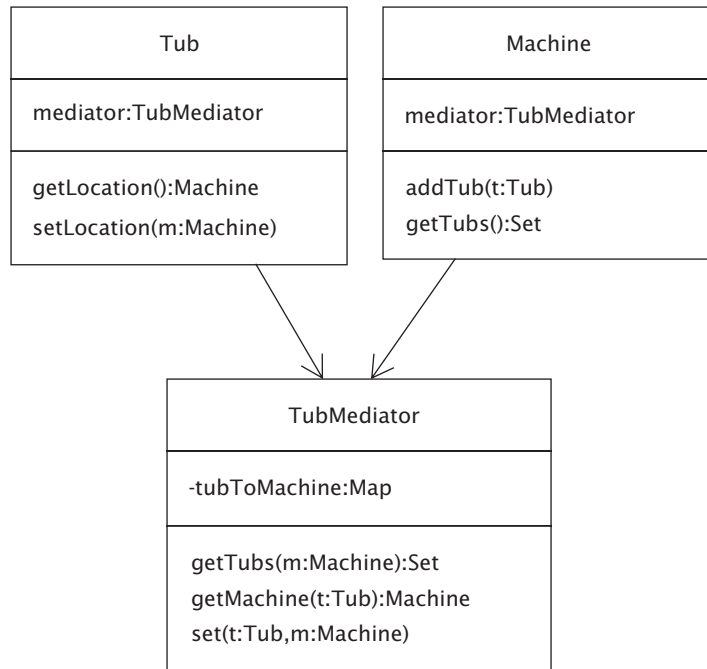 Tub
mediator:TubMediator
getLocation():Machine
setLocation(m:Machine)
Machine
mediator:TubMediator
addTub(t:Tub)
getTubs():Set
TubMediator
-tubToMachine:Map
getTubs(m:Machine):Set
getMachine(t:Tub):Machine
set(t:Tub,m:Machine)